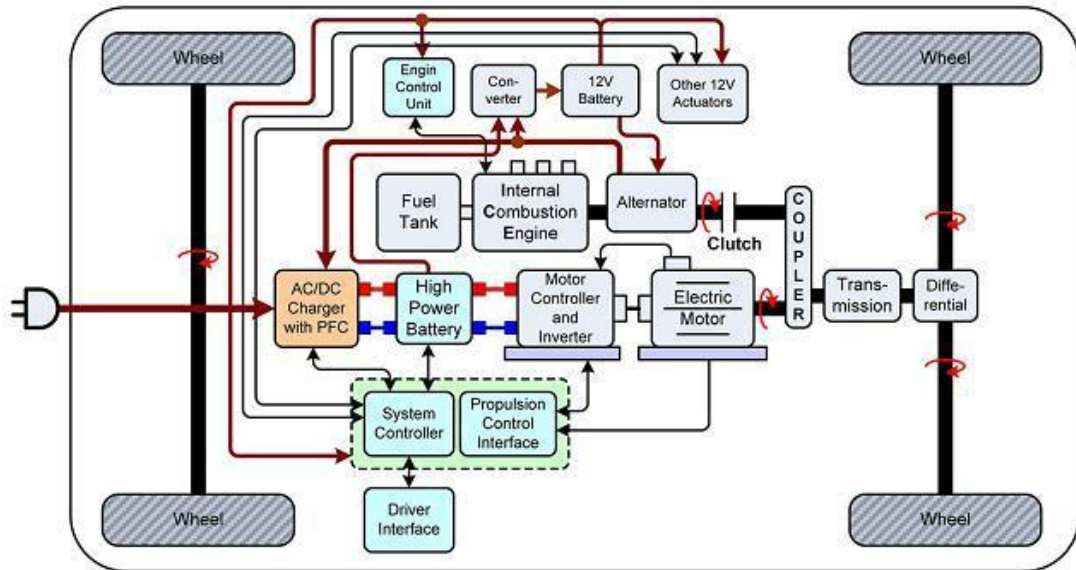 Wheel
Wheel
Engin
Control
Unit
Con-
verter
12V
Battery
Other 12V
Actuators
Fuel
Tank
Internal
Combustion
Engine
Alternator
Clutch
COUPLER
AC/DC
Charger
with PFC
High
Power
Battery
Motor
Controller
and
Inverter
Electric
Motor
Trans-
mission
Diffe-
rential
System
Controller
Propulsion
Control
Interface
Driver
Interface
Wheel
Wheel